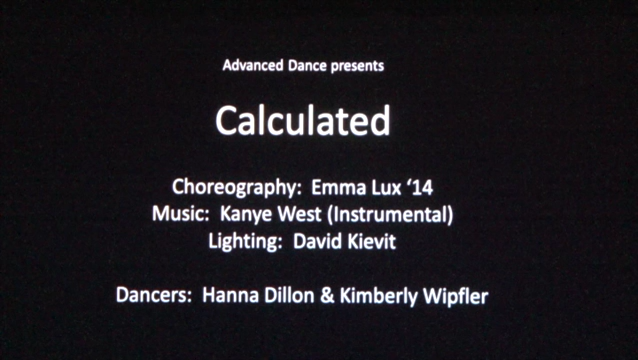 Advanced Dance presents
Calculated
Choreography:  Emma Lux ‘14
Music:  Kanye West (Instrumental)
Lighting:  David Kievit
Dancers:  Hanna Dillon & Kimberly Wipfler